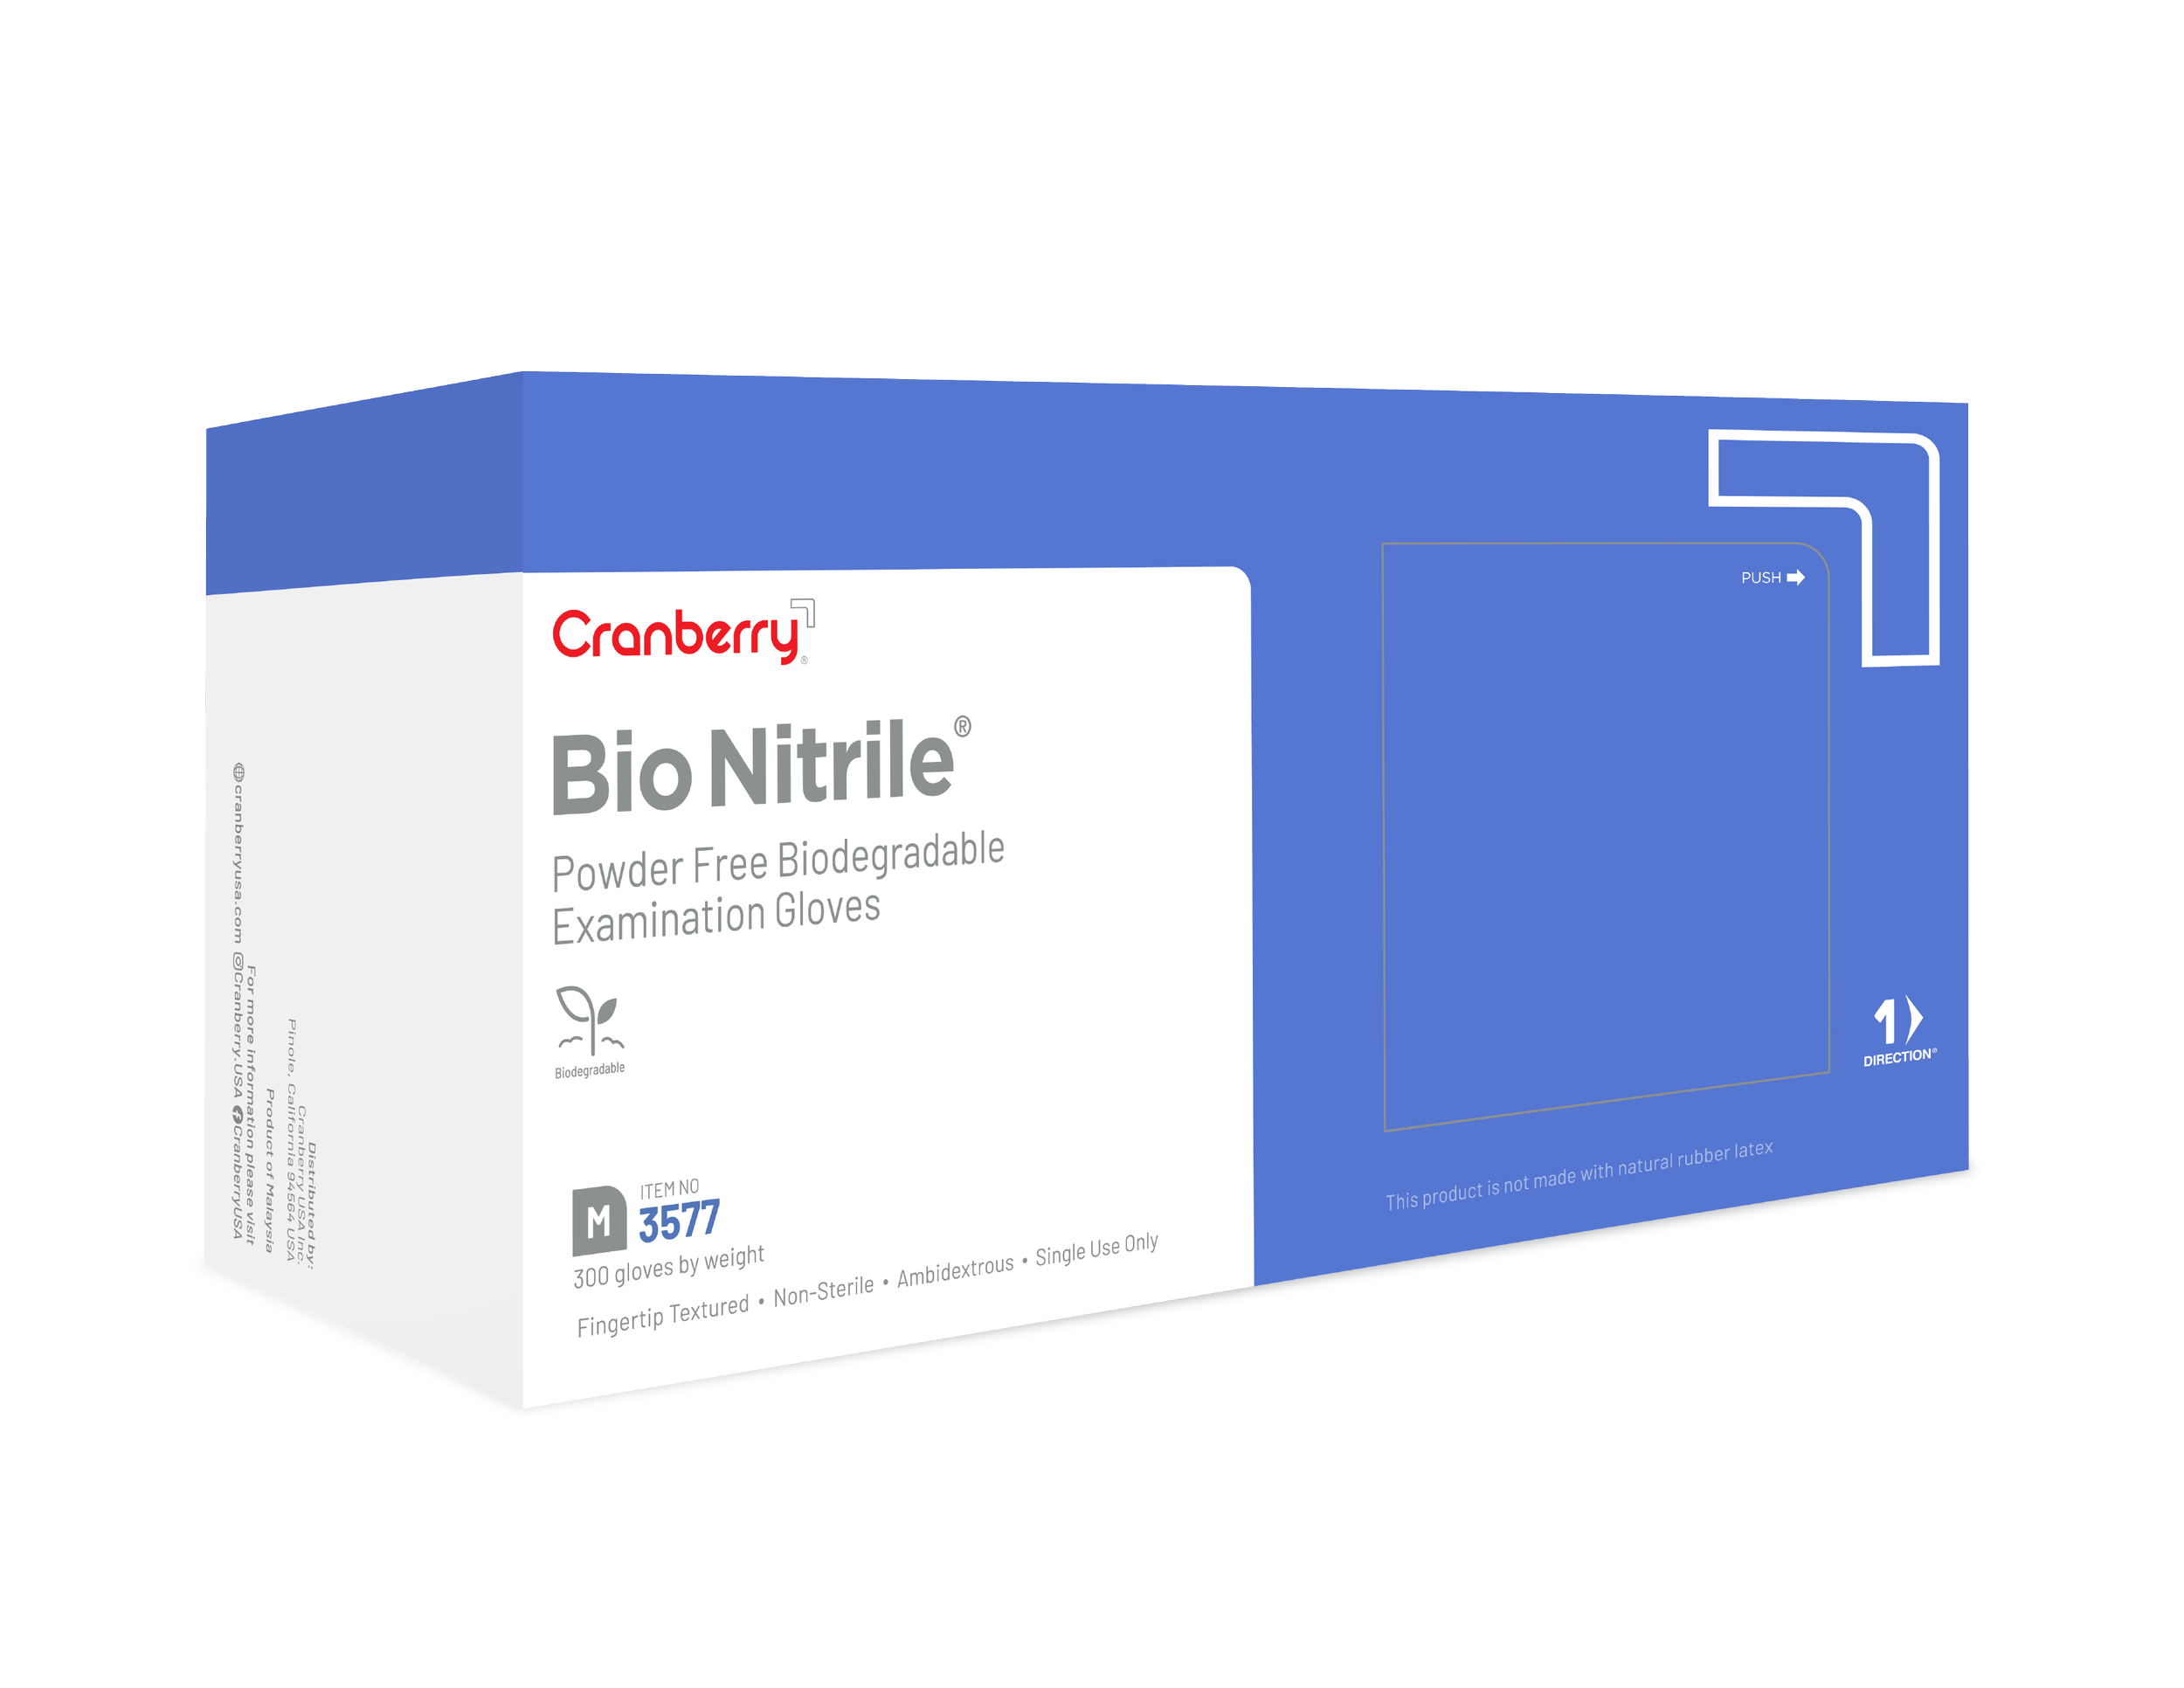 Cranberry®
Bio Nitrile®
Powder Free Biodegradable
Examination Gloves
Biodegradable
M
ITEM NO
3577
300 gloves by weight
Fingertip Textured • Non-Sterile • Ambidextrous • Single Use Only
PUSH
1
DIRECTION®
This product is not made with natural rubber latex
Distributed by:
Cranberry USA Inc.
Pinole, California 94564 USA
Product of Malaysia
For more information please visit
cranberryusa.com @Cranberry.USA CranberryUSA